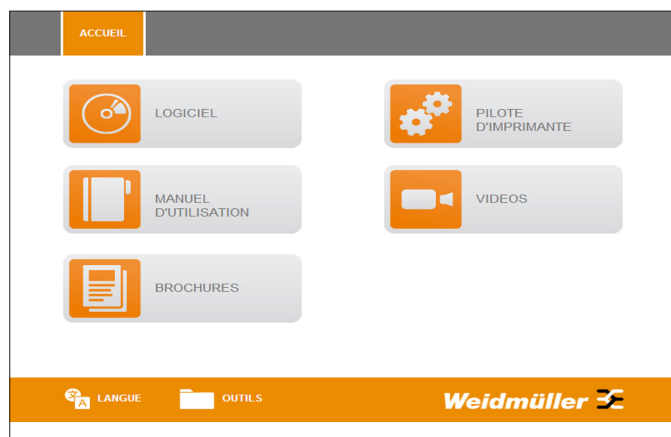 ACCUEIL
LOGICIEL
PILOTE
D'IMPRIMANTE
MANUEL
D'UTILISATION
VIDEOS
BROCHURES
LANGUE
OUTILS
Weidmüller